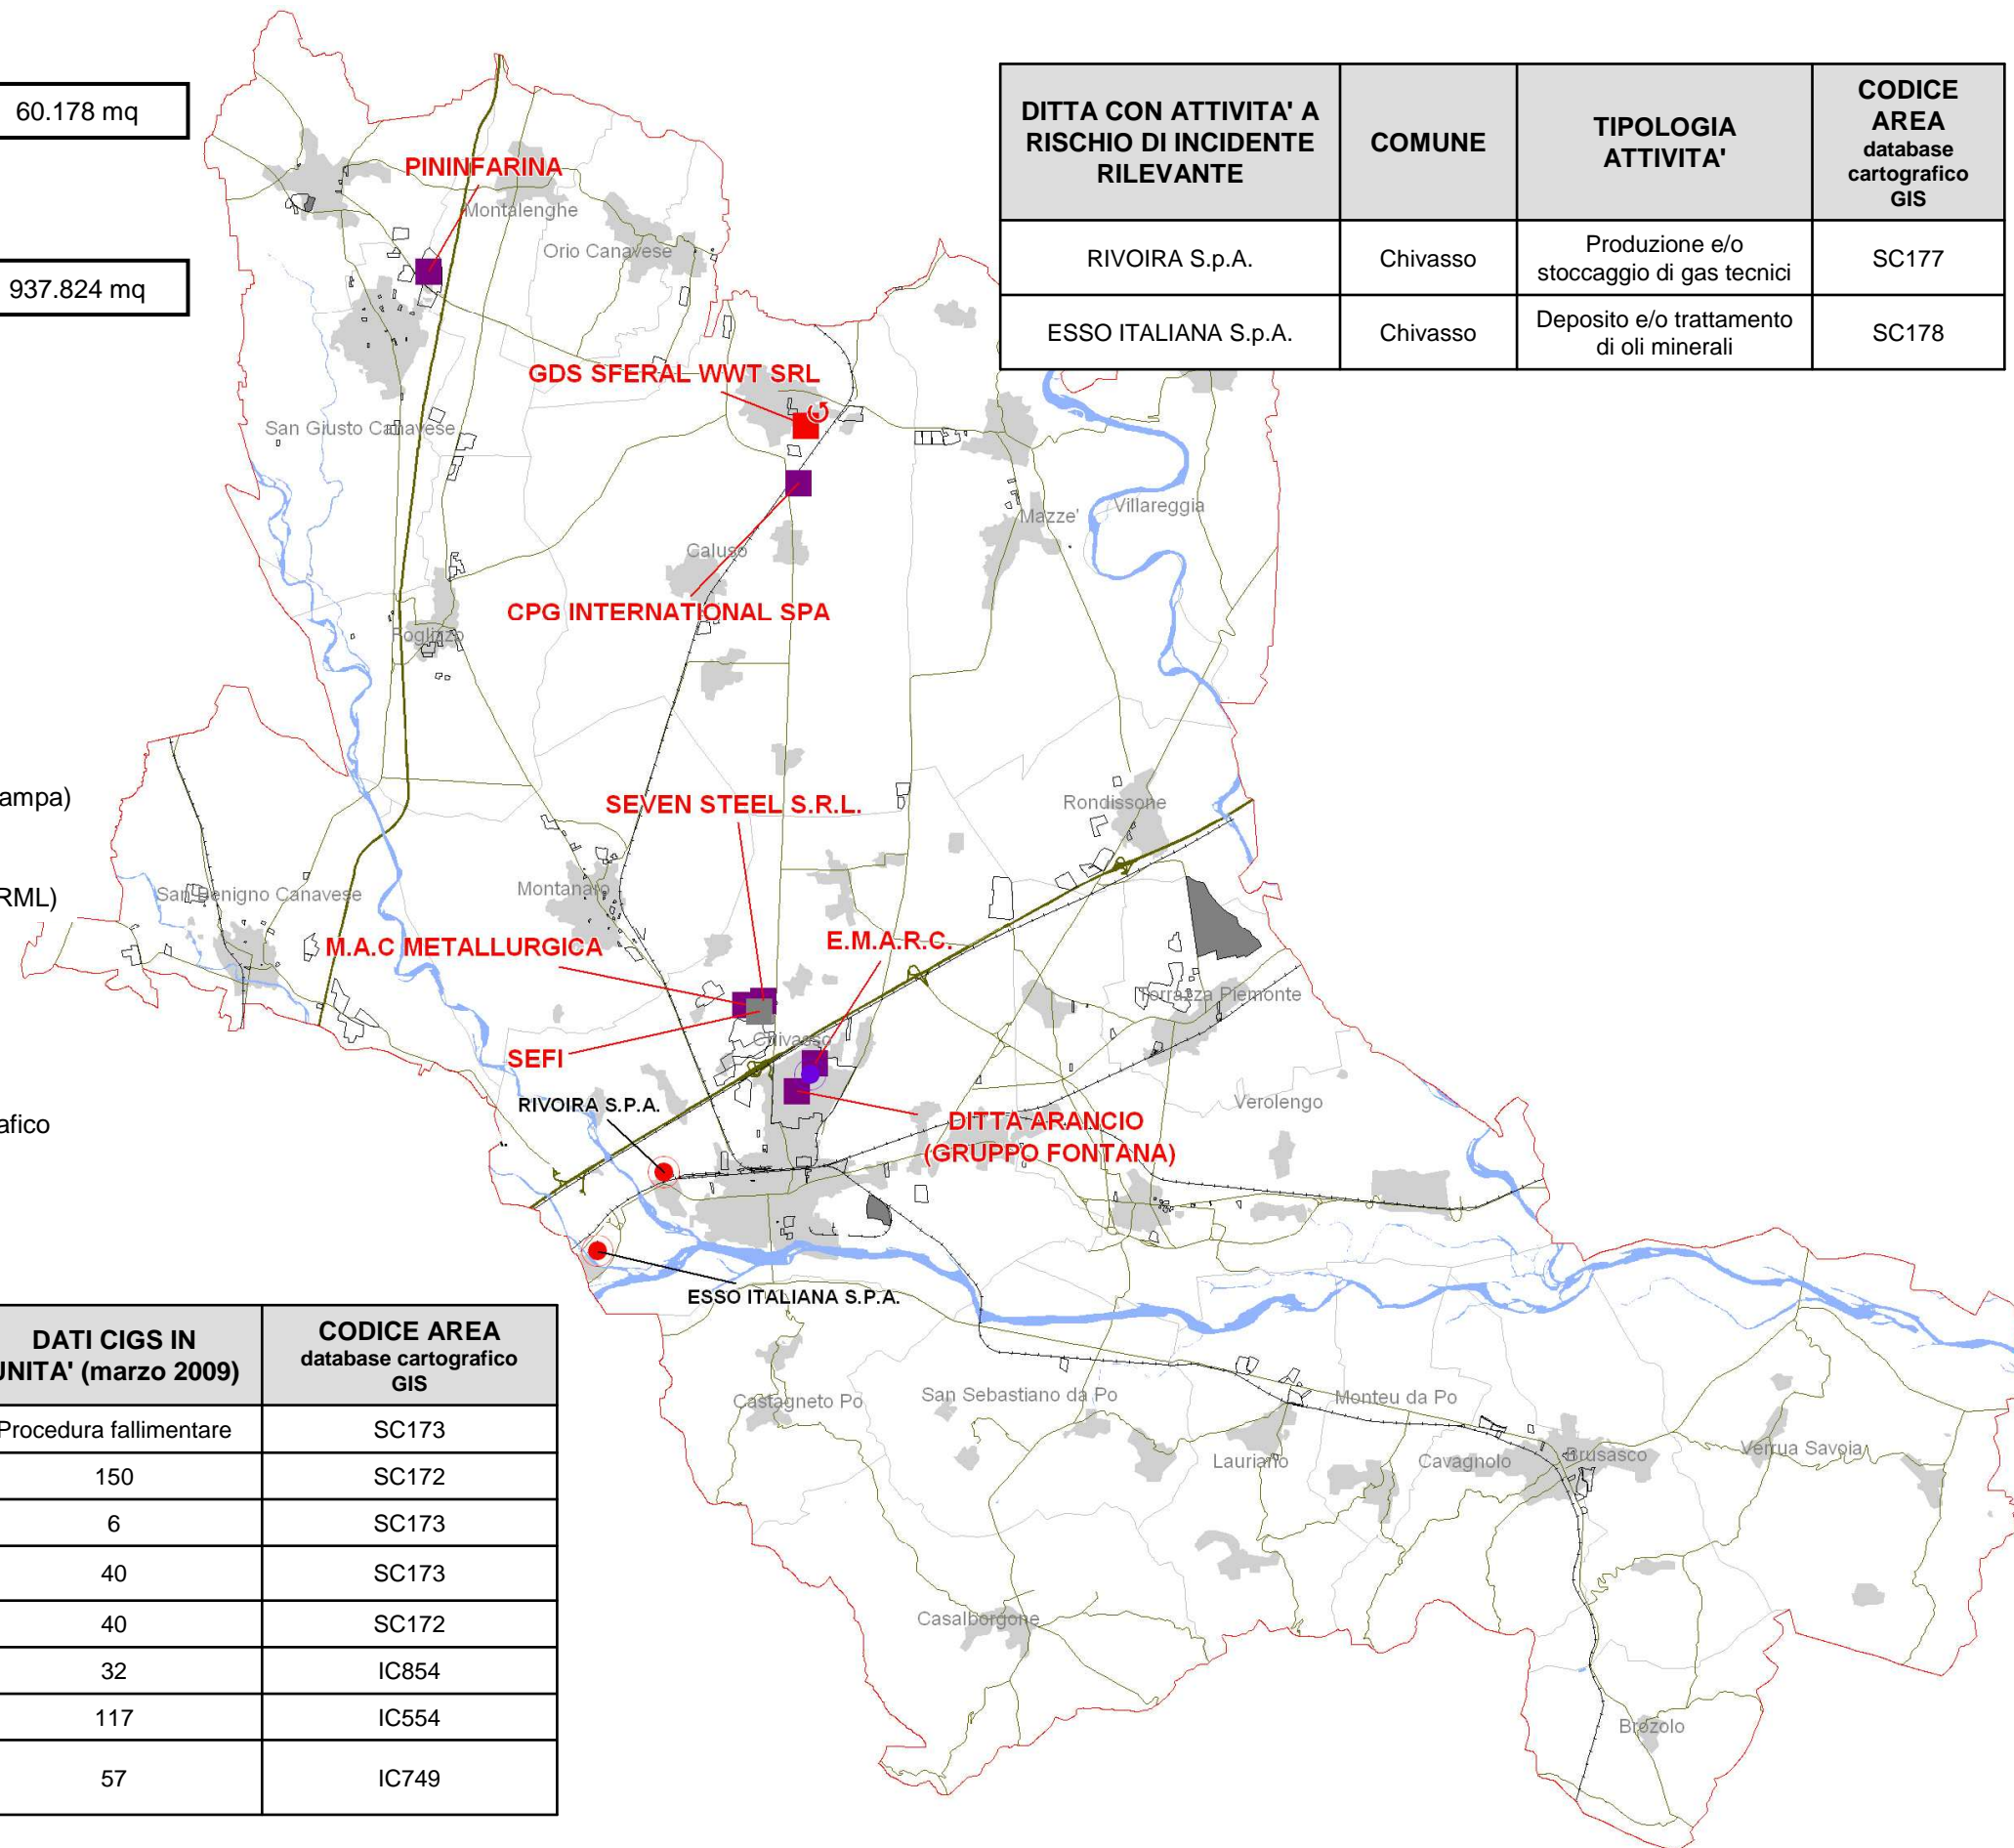 60.178 mq
937.824 mq
DITTA CON ATTIVITA' A RISCHIO DI INCIDENTE RILEVANTE
COMUNE
TIPOLOGIA ATTIVITA'
CODICE AREA database cartografico GIS
RIVOIRA S.p.A.
Chivasso
Produzione e/o stoccaggio di gas tecnici
SC177
ESSO ITALIANA S.p.A.
Chivasso
Deposito e/o trattamento di oli minerali
SC178
PININFARINA
Montalenghe
Orio Canavese
GDS SFERAL WWT SRL
San Giusto Canavese
Mazze'
Villareggia
Caluso
CPG INTERNATIONAL SPA
Foglizzo
ampa)
SEVEN STEEL S.R.L.
Rondissone
RML)
San Benigno Canavese
Montanaro
M.A.C METALLURGICA
E.M.A.R.C.
Torrazza Piemonte
Chivasso
SEFI
RIVOIRA S.P.A.
Verolengo
afico
DITTA ARANCIO
(GRUPPO FONTANA)
ESSO ITALIANA S.P.A.
Castagneto Po
San Sebastiano da Po
Monteu da Po
Lauriano
Cavagnolo
Brusasco
Verrua Savoia
Casalborgone
Brozolo
DATI CIGS IN
UNITA' (marzo 2009)
CODICE AREA
database cartografico
GIS
Procedura fallimentare
SC173
150
SC172
6
SC173
40
SC173
40
SC172
32
IC854
117
IC554
57
IC749